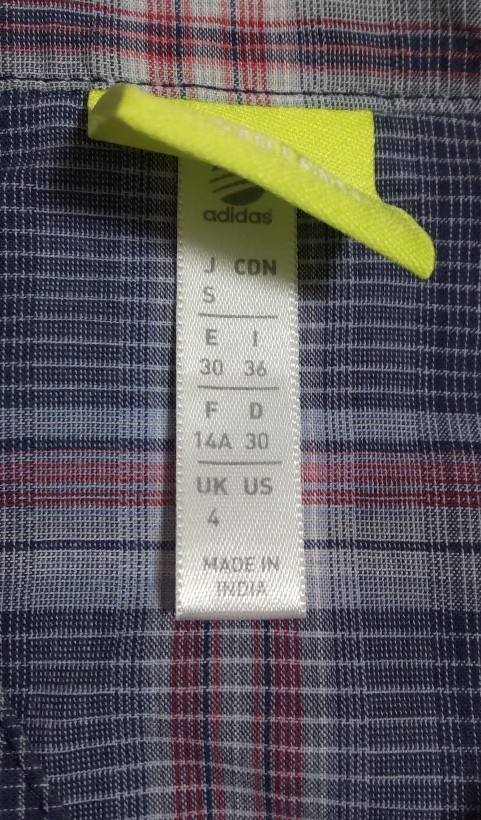 adidas
J CDN
S
E I
30 36
F D
14A 30
UK US
4
MADE IN
INDIA